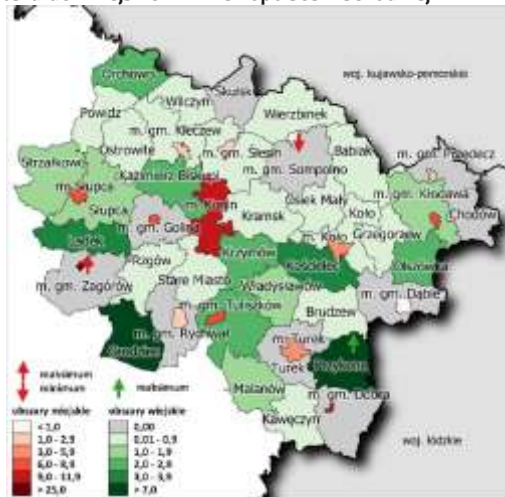 Orchowo
Skulsk
woj. kujawsko-pomorskie
Wilczyn
Wierzbinek
Powidz
m. gm. Kleczew
m. gm. Ślesin
Ostrowite
m. gm. Sompolno
Babiak
m. gm. Przedecz
Strzałkowo
Kazimierz Biskupi
m. Słupca
m. Konin
Osiek Mały
m. gm. Kłodawa
Słupca
Kramsk
Koło
Chodów
m. gm. Golina
m. Koło
Grzegorzew
Lądek
Krzymów
Kościelec
Olszówka
Rzgów
Stare Miasto
Władysławów
m. gm. Zagórów
m. gm. Tuliszków
Brudzew
m. gm. Dąbie
Grodziec
m. gm. Rychwał
m. Turek
Turek
Przykona
Malanów
m. gm. Dobra
Kawęczyn
woj. łódzkie
maksimum
minimum
maksimum
obszary miejskie
obszary wiejskie
< 1,0
0,00
1,0 - 2,9
0,01 - 0,9
3,0 - 5,9
1,0 - 1,9
6,0 - 8,9
2,0 - 2,8
9,0 - 11,9
3,0 - 3,9
> 25,0
> 7,0